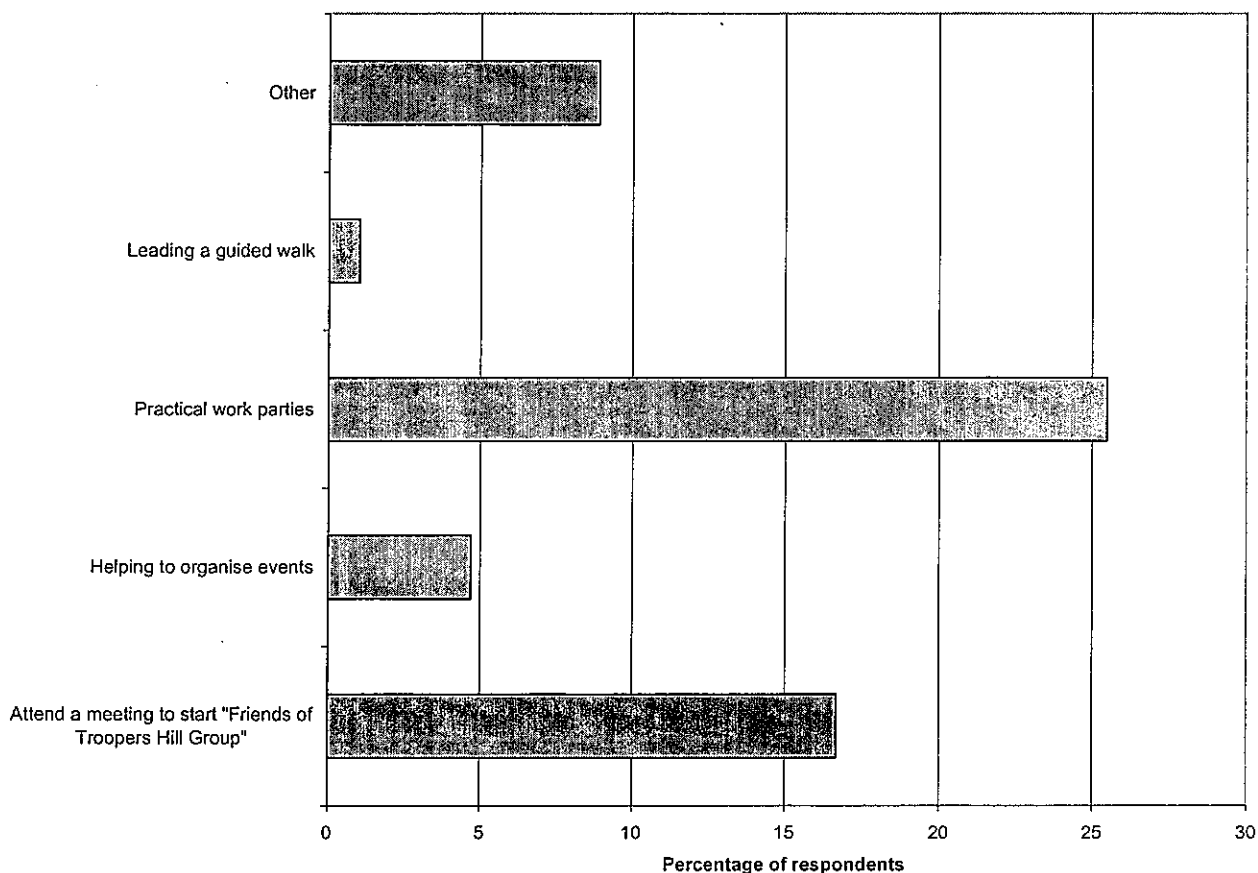 Other
Leading a guided walk
Practical work parties
Helping to organise events
Attend a meeting to start "Friends of
Troopers Hill Group"
0 5 10 15 20 25 30
Percentage of respondents